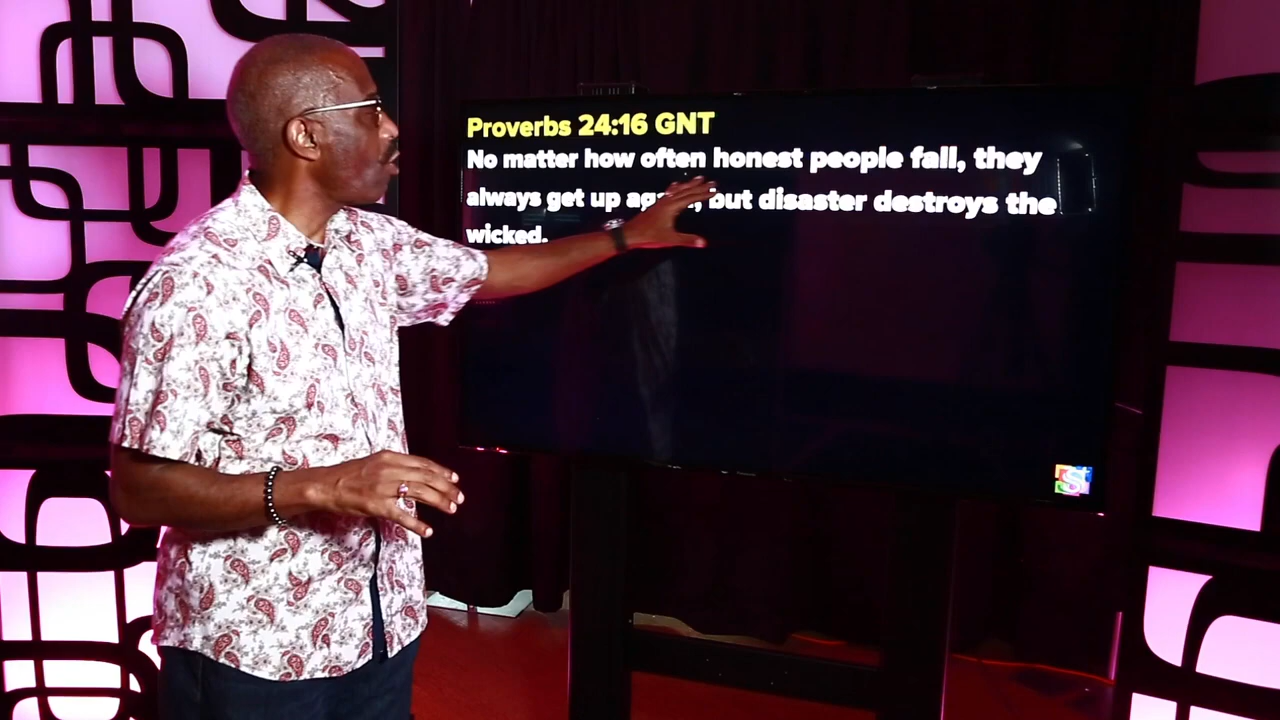 Proverbs 24:16 GNT
No matter how often honest people fall, they
always get up , but disaster destroys the
wicked.
S